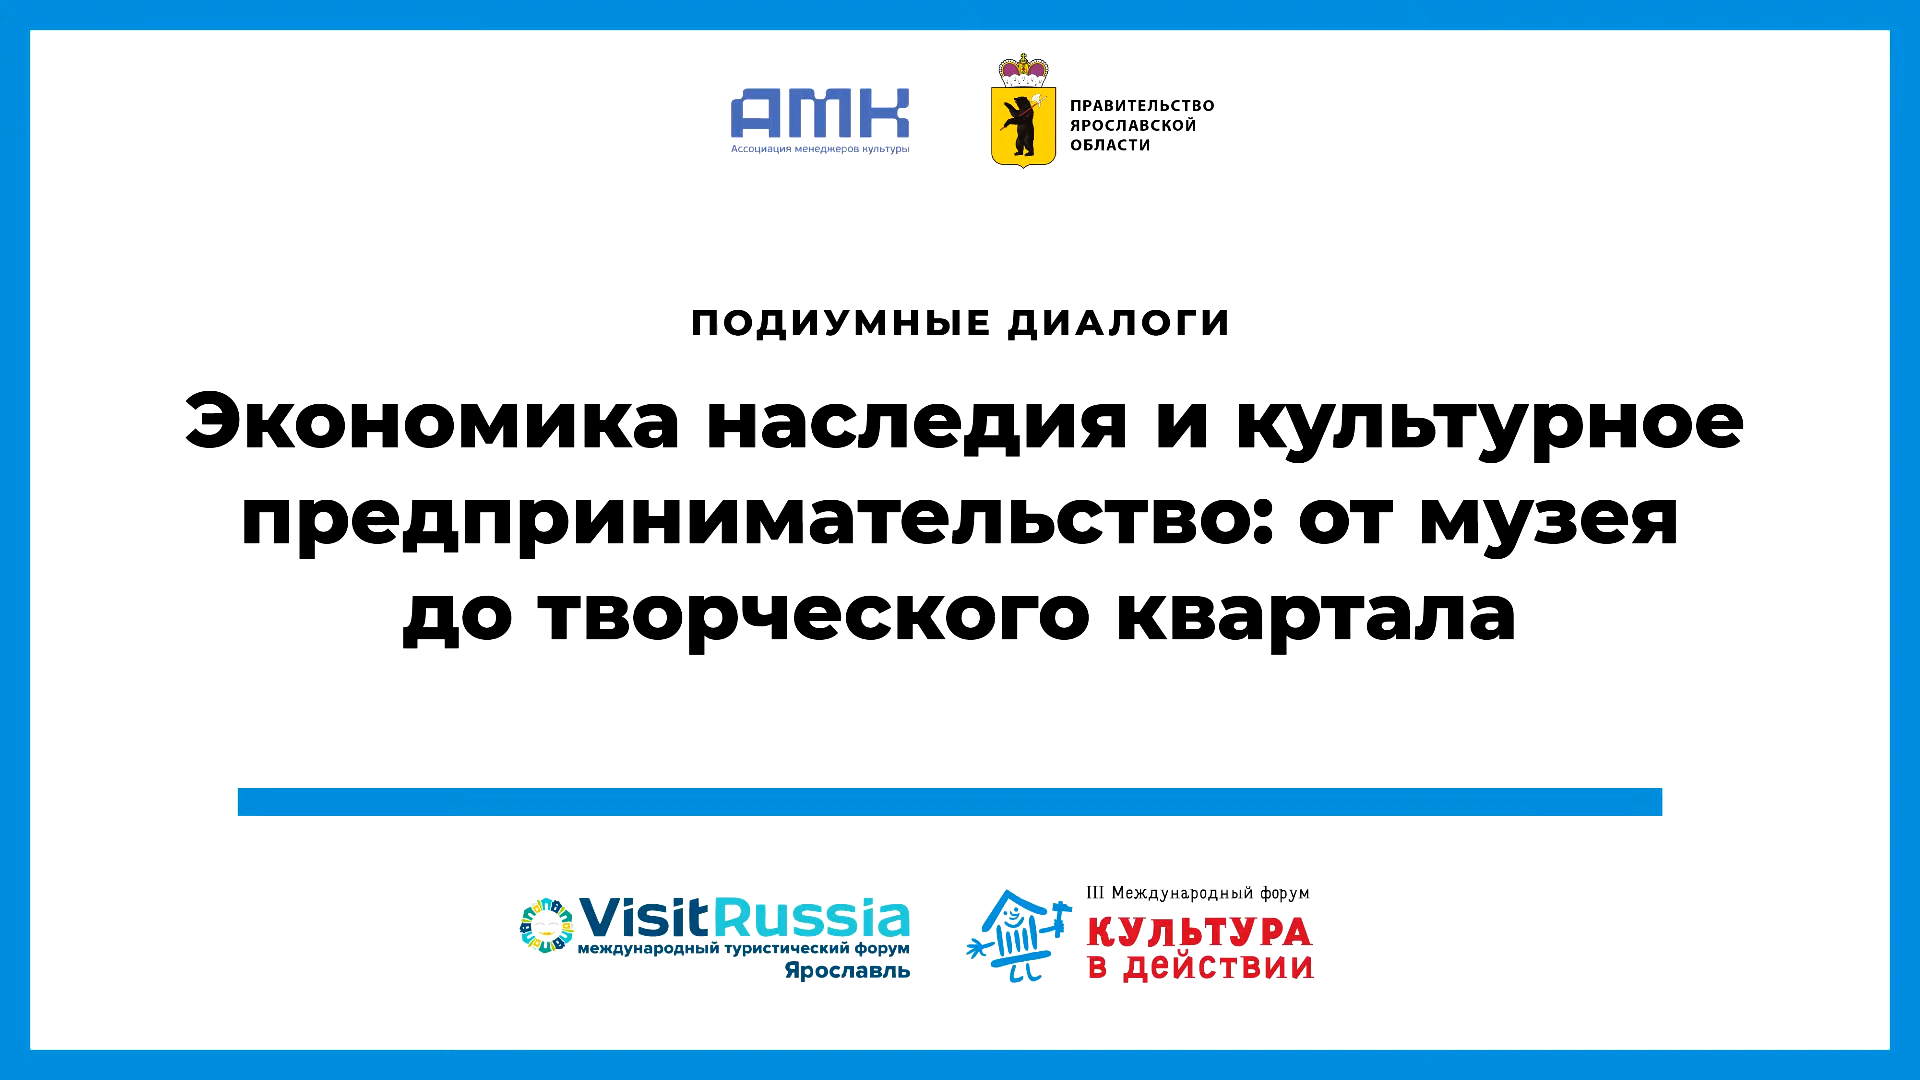 АМК
Ассоциация менеджеров культуры
ПРАВИТЕЛЬСТВО
ЯРОСЛАВСКОЙ
ОБЛАСТИ
ПОДИУМНЫЕ ДИАЛОГИ
Экономика наследия и культурное
предпринимательство: от музея
до творческого квартала
VisitRussia
международный туристический форум
Ярославль
III Международный форум
КУЛЬТУРА
В действии